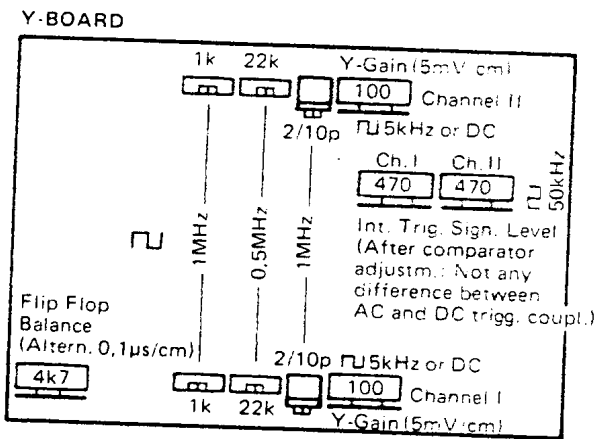 Y-BOARD
1k 22k Y-Gain (5mV/cm)
100 Channel II
2/10p 5kHz or DC
Ch. I Ch. II
470 470
50kHz
1MHz 0,5MHz 1MHz
Int. Trig. Sign. Level
(After comparator
adjustm.: Not any
difference between
AC and DC trigg. coupl.)
Flip Flop
Balance
(Altern. 0,1µs/cm)
4k7
2/10p 5kHz or DC
100 Channel I
1k 22k Y-Gain (5mV/cm)